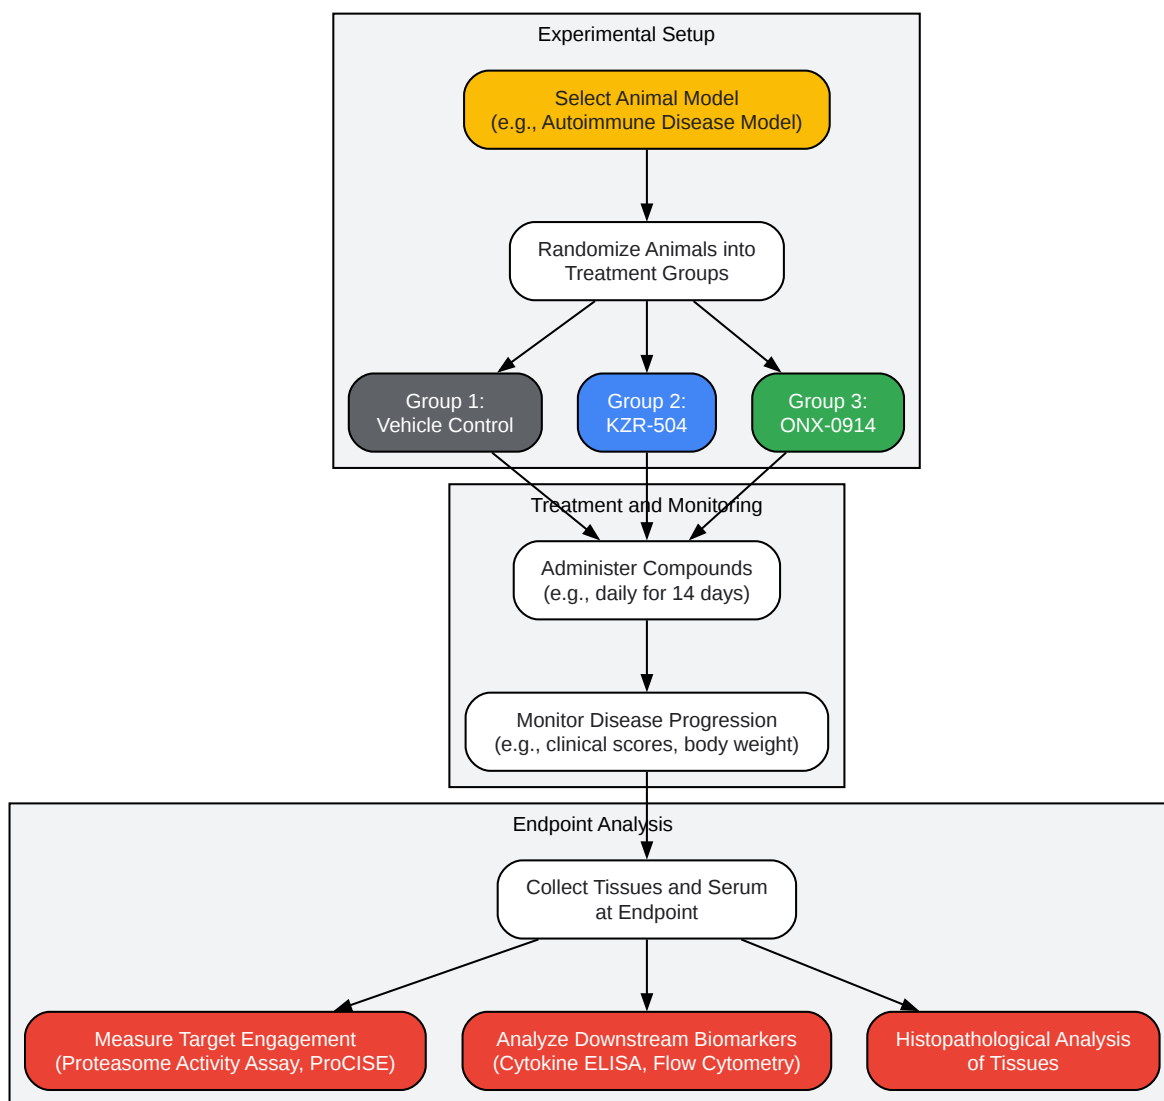 Experimental Setup
Select Animal Model
(e.g., Autoimmune Disease Model)
Randomize Animals into
Treatment Groups
Group 1:
Vehicle Control
Group 2:
KZR-504
Group 3:
ONX-0914
Treatment and Monitoring
Administer Compounds
(e.g., daily for 14 days)
Monitor Disease Progression
(e.g., clinical scores, body weight)
Endpoint Analysis
Collect Tissues and Serum
at Endpoint
Measure Target Engagement
(Proteasome Activity Assay, ProCISE)
Analyze Downstream Biomarkers
(Cytokine ELISA, Flow Cytometry)
Histopathological Analysis
of Tissues